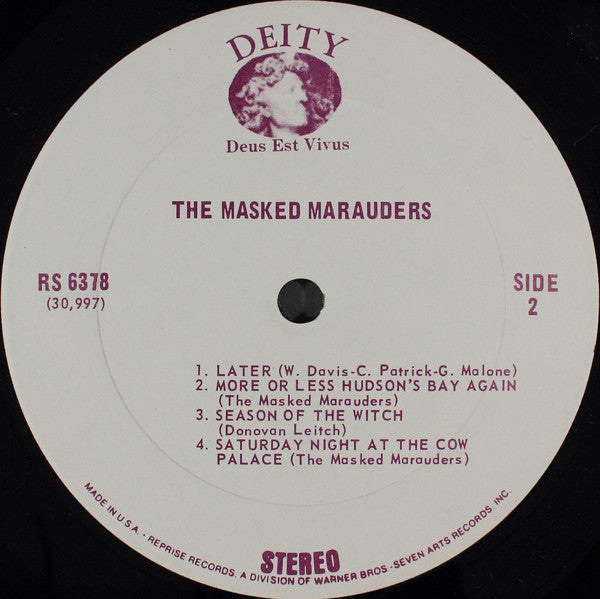 DEITY
Deus Est Vivus
THE MASKED MARAUDERS
RS 6378
(30,997)
SIDE
2
1. LATER (W. Davis-C. Patrick-G. Malone)
2. MORE OR LESS HUDSON'S BAY AGAIN
(The Masked Marauders)
3. SEASON OF THE WITCH
(Donovan Leitch)
4. SATURDAY NIGHT AT THE COW
PALACE (The Masked Marauders)
STEREO
MADE IN U.S.A. • REPRISE RECORDS, A DIVISION OF WARNER BROS.-SEVEN ARTS RECORDS, INC.